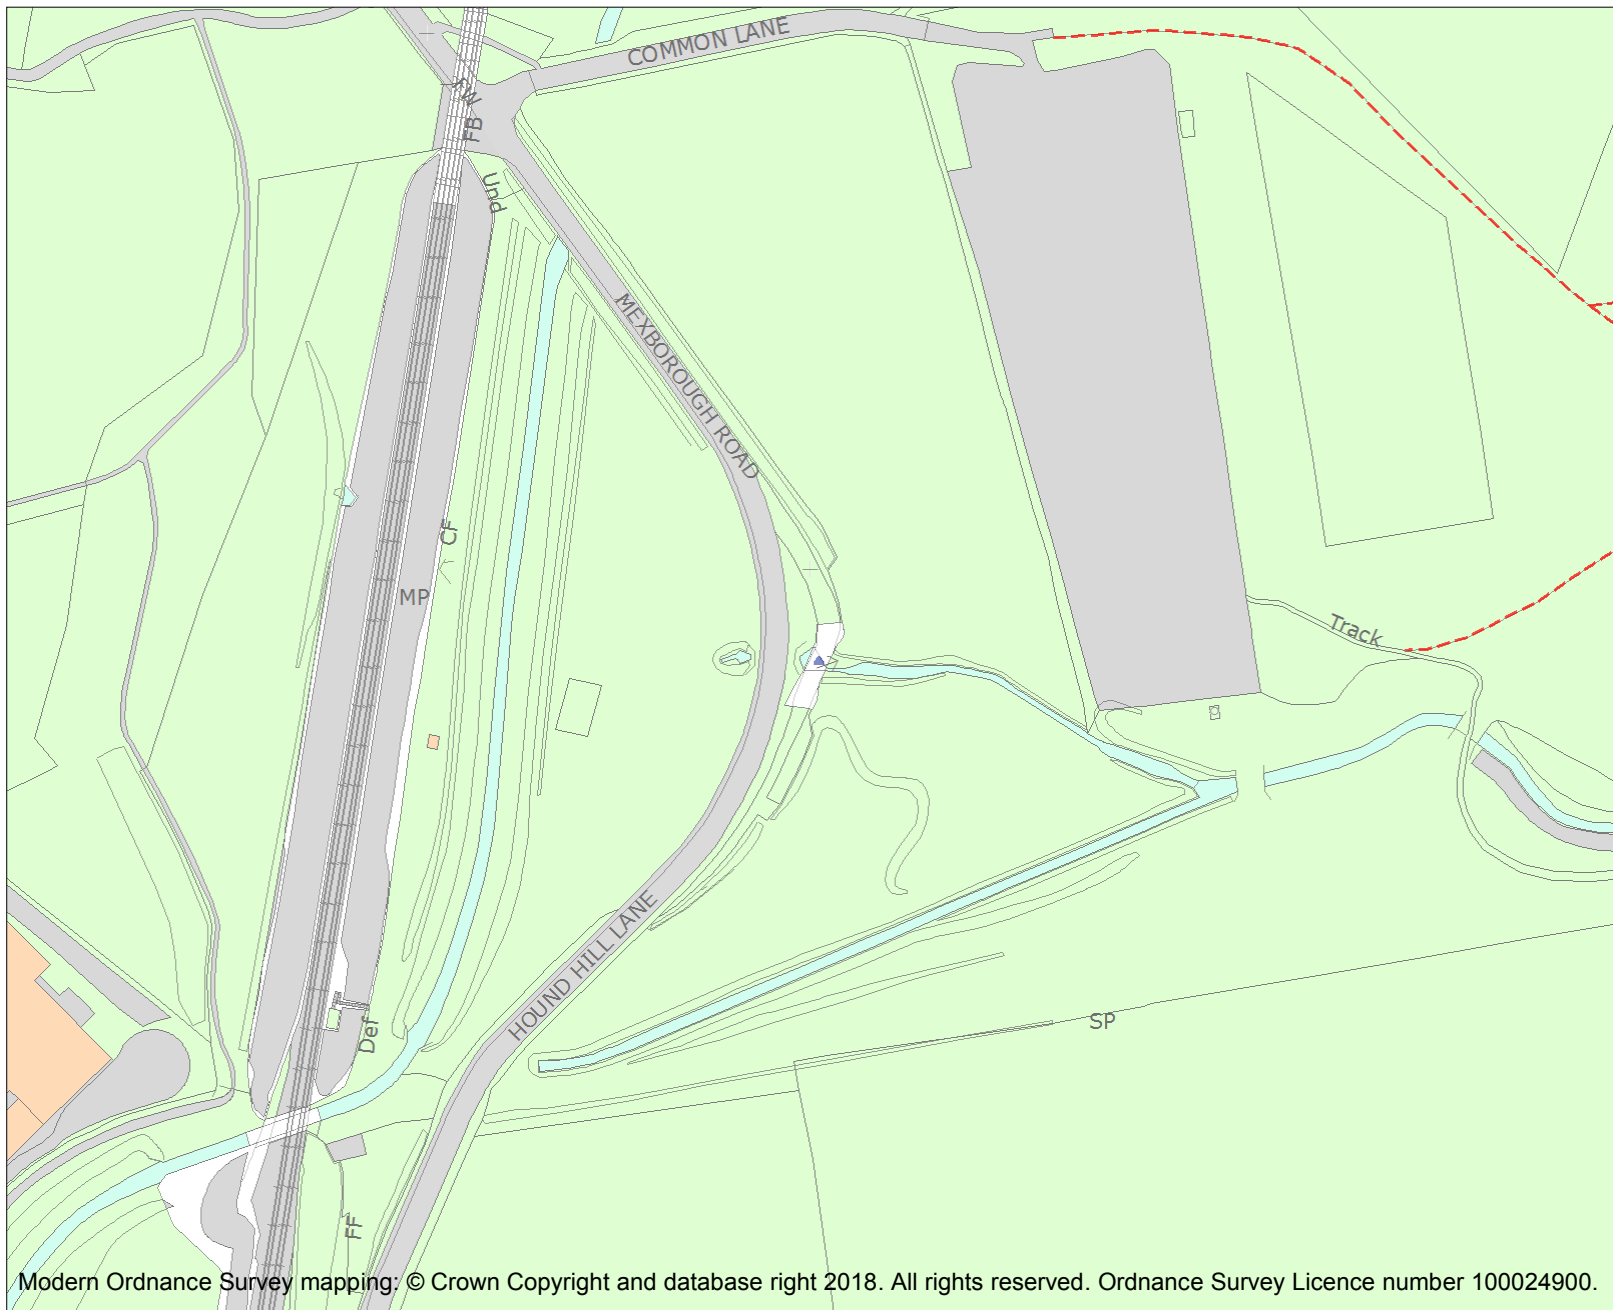 COMMON LANE
FW
FB
Und
MEXBOROUGH ROAD
CF
MP
Track
HOUND HILL LANE
SP
Def
FF
Modern Ordnance Survey mapping: © Crown Copyright and database right 2018. All rights reserved. Ordnance Survey Licence number 100024900.